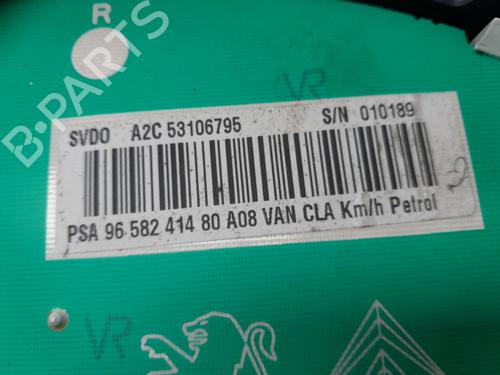 R
B-PARTS
VR
SVDO A2C 53106795 S/N 010189
PSA 96 582 414 80 A08 VAN CLA Km/h Petrol
VR